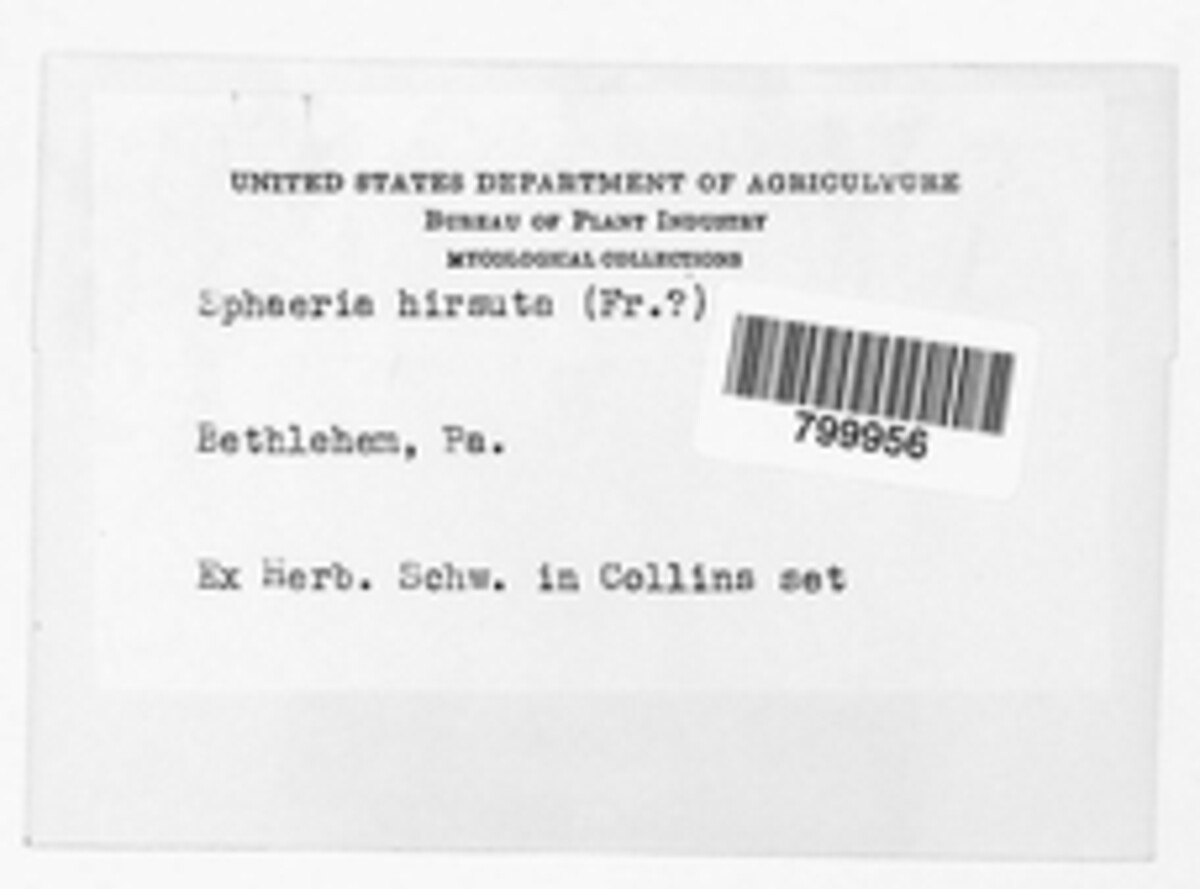 UNITED STATES DEPARTMENT OF AGRICULTURE
BUREAU OF PLANT INDUSTRY
MYCOLOGICAL COLLECTIONS
Sphaeria hirsuta (Fr.?)
799956
Bethlehem, Pa.
Ex Herb. Schw. in Collins set